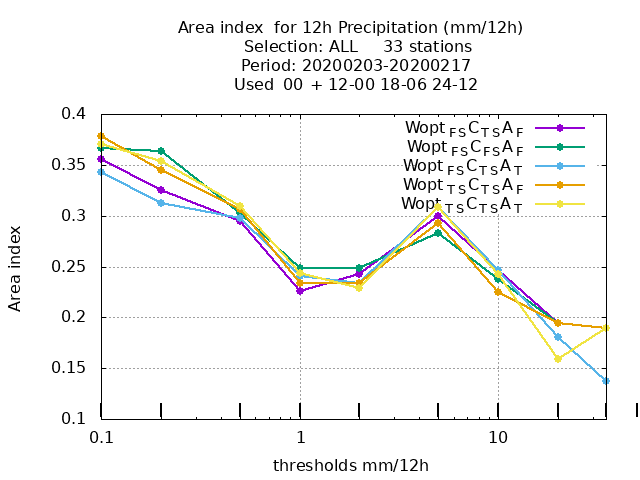 Area index  for 12h Precipitation (mm/12h)
Selection: ALL     33 stations
Period: 20200203-20200217
Used  00  + 12-00 18-06 24-12
Wopt FS C TS A F
Wopt FS C FS A F
Wopt FS C TS A T
Wopt TS C TS A F
Wopt TS C TS A T
0.4
0.35
0.3
0.25
0.2
0.15
0.1
Area index
0.1 1 10
thresholds mm/12h